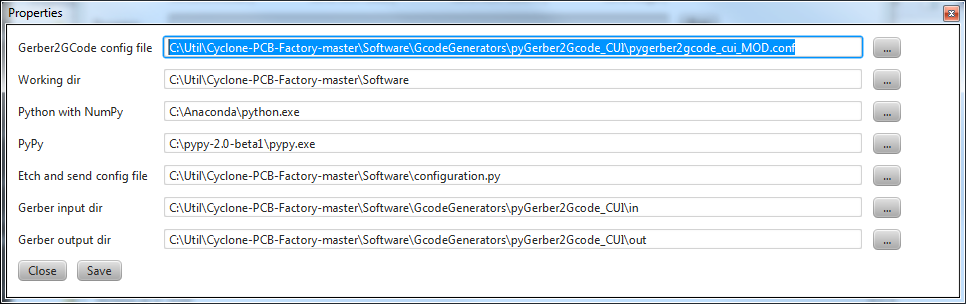 Properties
Gerber2GCode config file C:\Util\Cyclone-PCB-Factory-master\Software\GcodeGenerators\pyGerber2Gcode_CUI\pygerber2gcode_cui_MOD.conf ...
Working dir C:\Util\Cyclone-PCB-Factory-master\Software ...
Python with NumPy C:\Anaconda\python.exe ...
PyPy C:\pypy-2.0-beta1\pypy.exe ...
Etch and send config file C:\Util\Cyclone-PCB-Factory-master\Software\configuration.py ...
Gerber input dir C:\Util\Cyclone-PCB-Factory-master\Software\GcodeGenerators\pyGerber2Gcode_CUI\in ...
Gerber output dir C:\Util\Cyclone-PCB-Factory-master\Software\GcodeGenerators\pyGerber2Gcode_CUI\out ...
Close Save